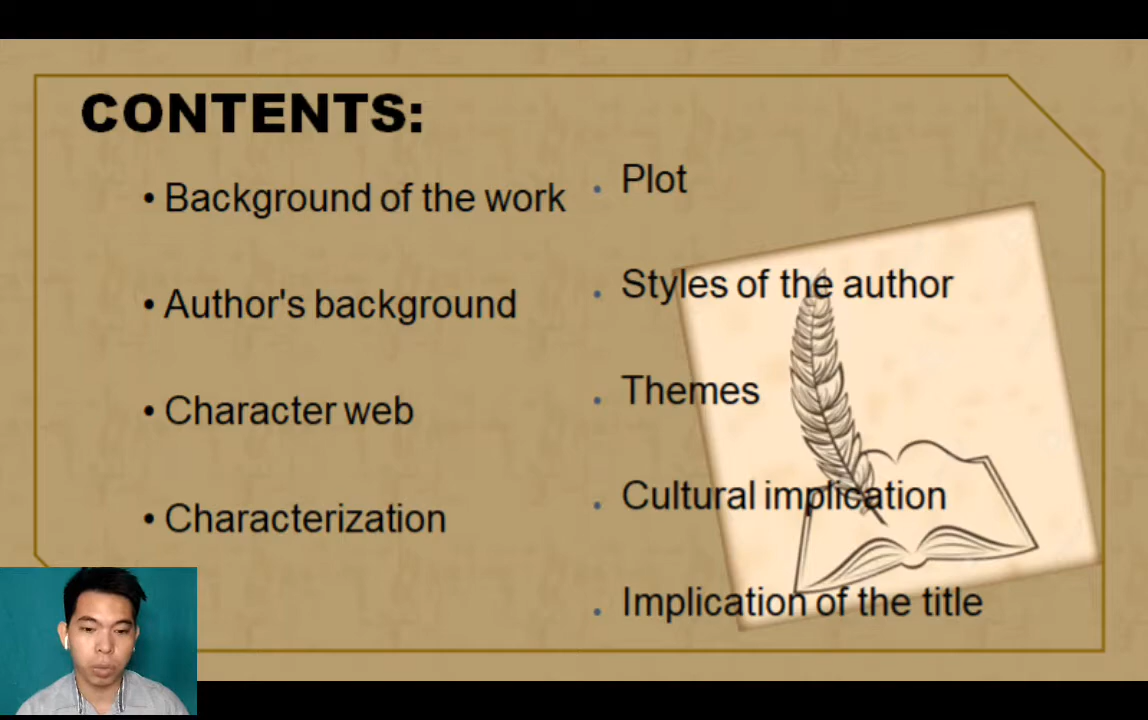 CONTENTS:
• Background of the work
• Author's background
• Character web
• Characterization
. Plot
. Styles of the author
. Themes
. Cultural implication
. Implication of the title